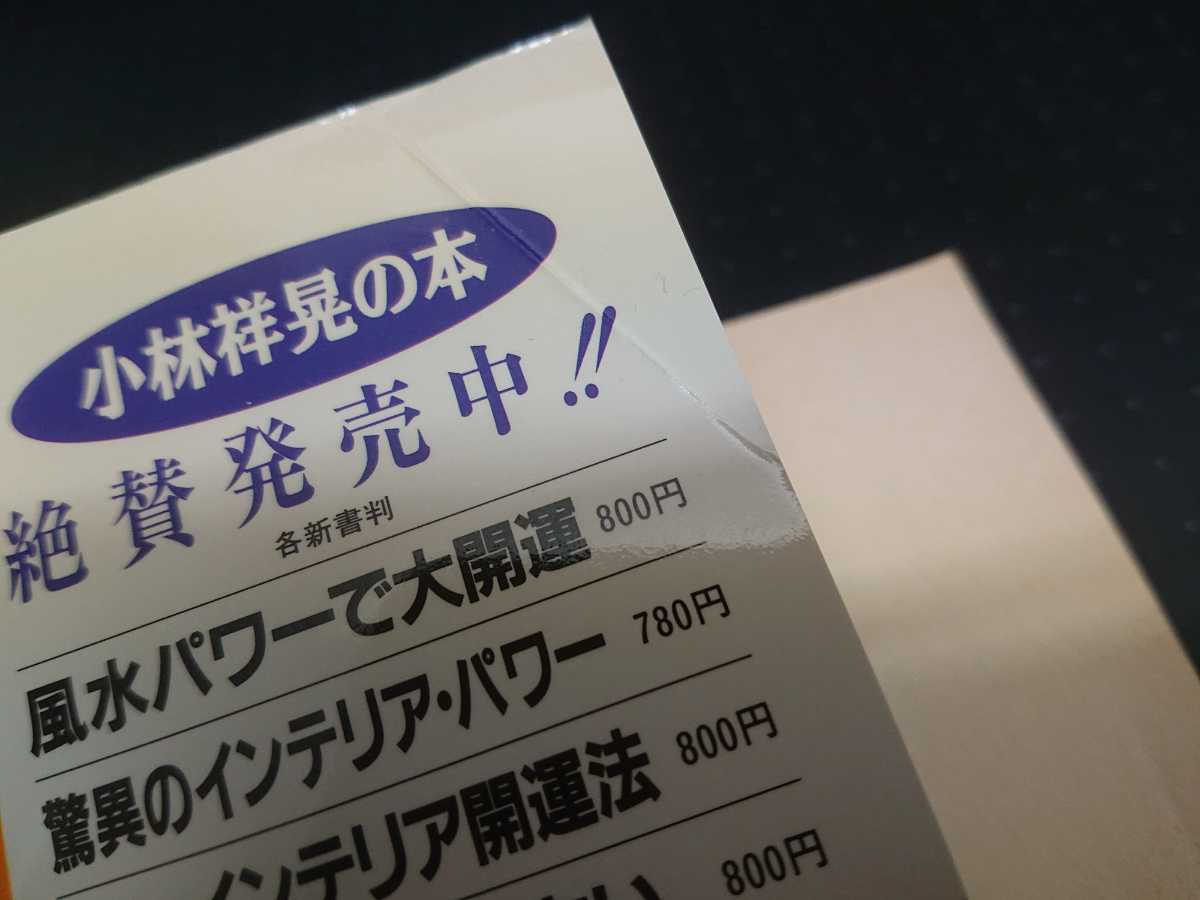 小林祥晃の本
絶賛発売中!!
各新書判
風水パワーで大開運 800円
驚異のインテリア・パワー 780円
インテリア開運法 800円
800円